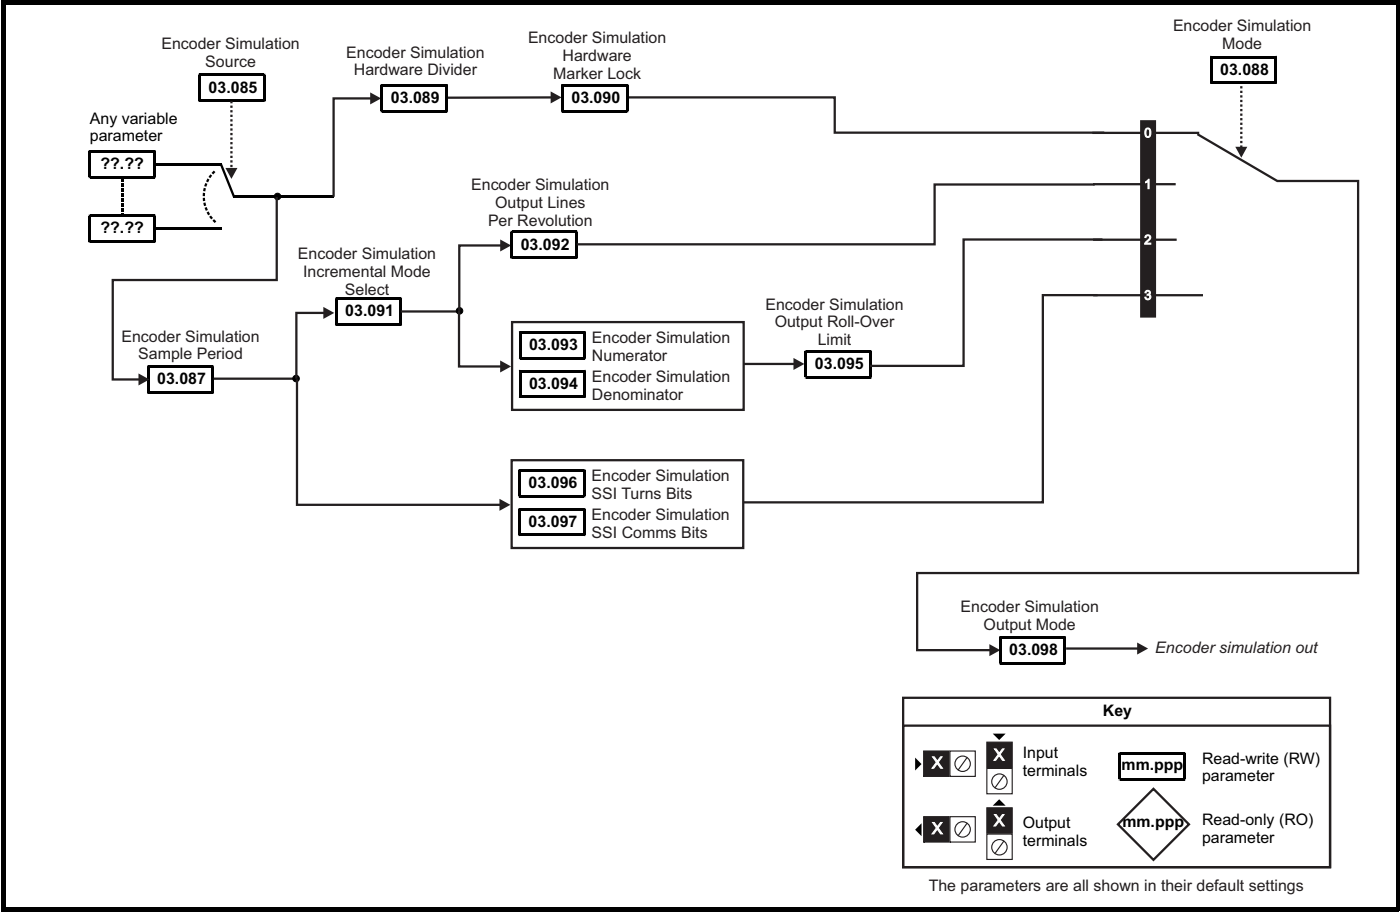 Encoder Simulation
Source
03.085
Any variable
parameter
??.??
??.??
Encoder Simulation
Hardware Divider
03.089
Encoder Simulation
Hardware
Marker Lock
03.090
Encoder Simulation
Mode
03.088
0
1
2
3
Encoder Simulation
Output Lines
Per Revolution
03.092
Encoder Simulation
Incremental Mode
Select
03.091
Encoder Simulation
Sample Period
03.087
03.093
Encoder Simulation
Numerator
03.094
Encoder Simulation
Denominator
Encoder Simulation
Output Roll-Over
Limit
03.095
03.096
Encoder Simulation
SSI Turns Bits
03.097
Encoder Simulation
SSI Comms Bits
Encoder Simulation
Output Mode
03.098
Encoder simulation out
Key
X
X
Input
terminals
mm.ppp
Read-write (RW)
parameter
X
X
Output
terminals
mm.ppp
Read-only (RO)
parameter
The parameters are all shown in their default settings